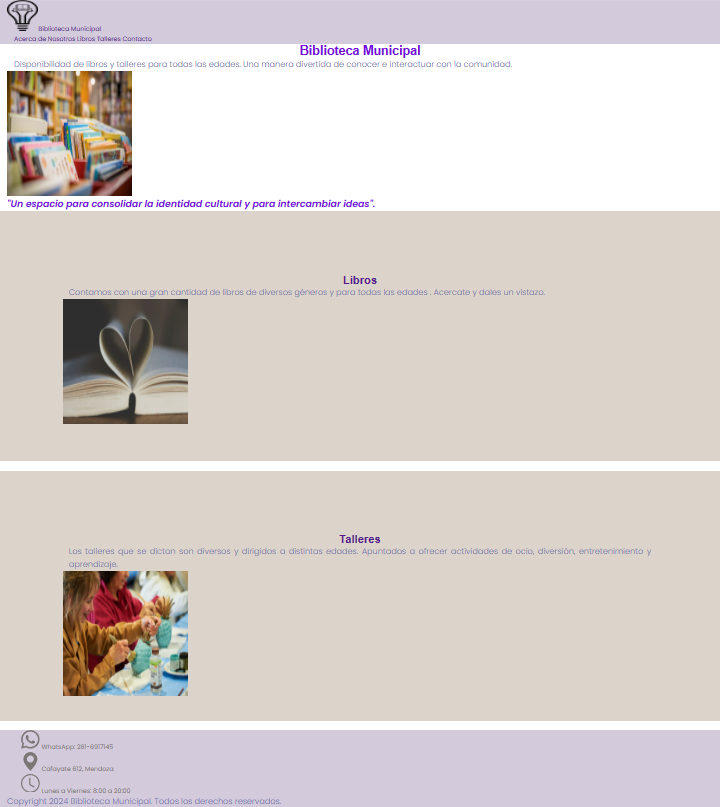 Biblioteca Municipal
Acerca de Nosotros Libros Talleres Contacto
Biblioteca Municipal
Disponibilidad de libros y talleres para todas las edades. Una manera divertida de conocer e interactuar con la comunidad.
"Un espacio para consolidar la identidad cultural y para intercambiar ideas".
Libros
Contamos con una gran cantidad de libros de diversos géneros y para todas las edades . Acercate y dales un vistazo.
Talleres
Los talleres que se dictan son diversos y dirigidos a distintas edades. Apuntados a ofrecer actividades de ocio, diversión, entretenimiento y
aprendizaje.
WhatsApp: 261-6917145
Cafayate 612, Mendoza
Lunes a Viernes: 8:00 a 20:00
Copyright 2024 Biblioteca Municipal. Todos los derechos reservados.